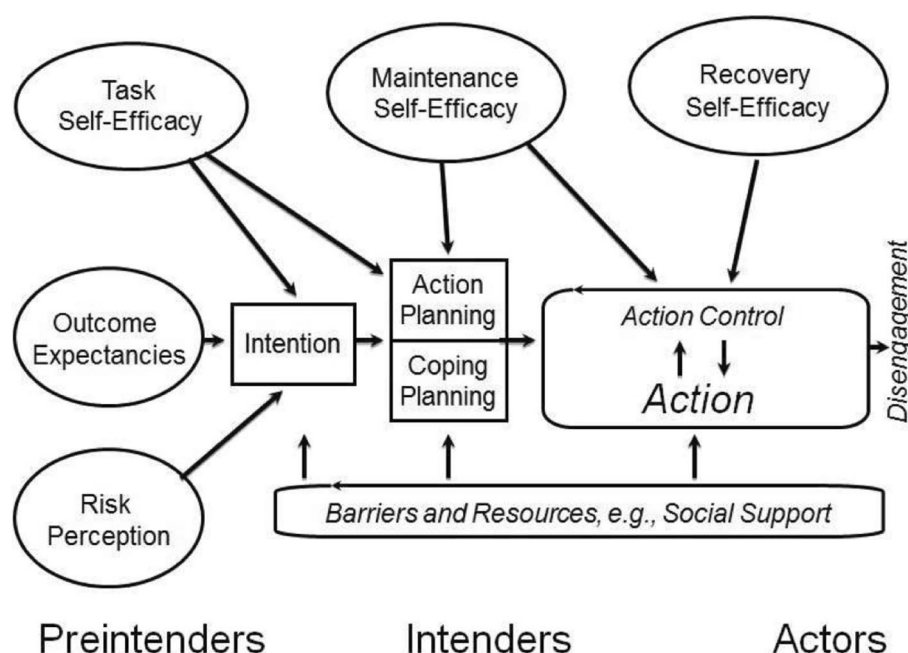 Task
Self-Efficacy
Maintenance
Self-Efficacy
Recovery
Self-Efficacy
Outcome
Expectancies
Intention
Action
Planning
Coping
Planning
Action Control
Action
Disengagement
Risk
Perception
Barriers and Resources, e.g., Social Support
Preintenders
Intenders
Actors